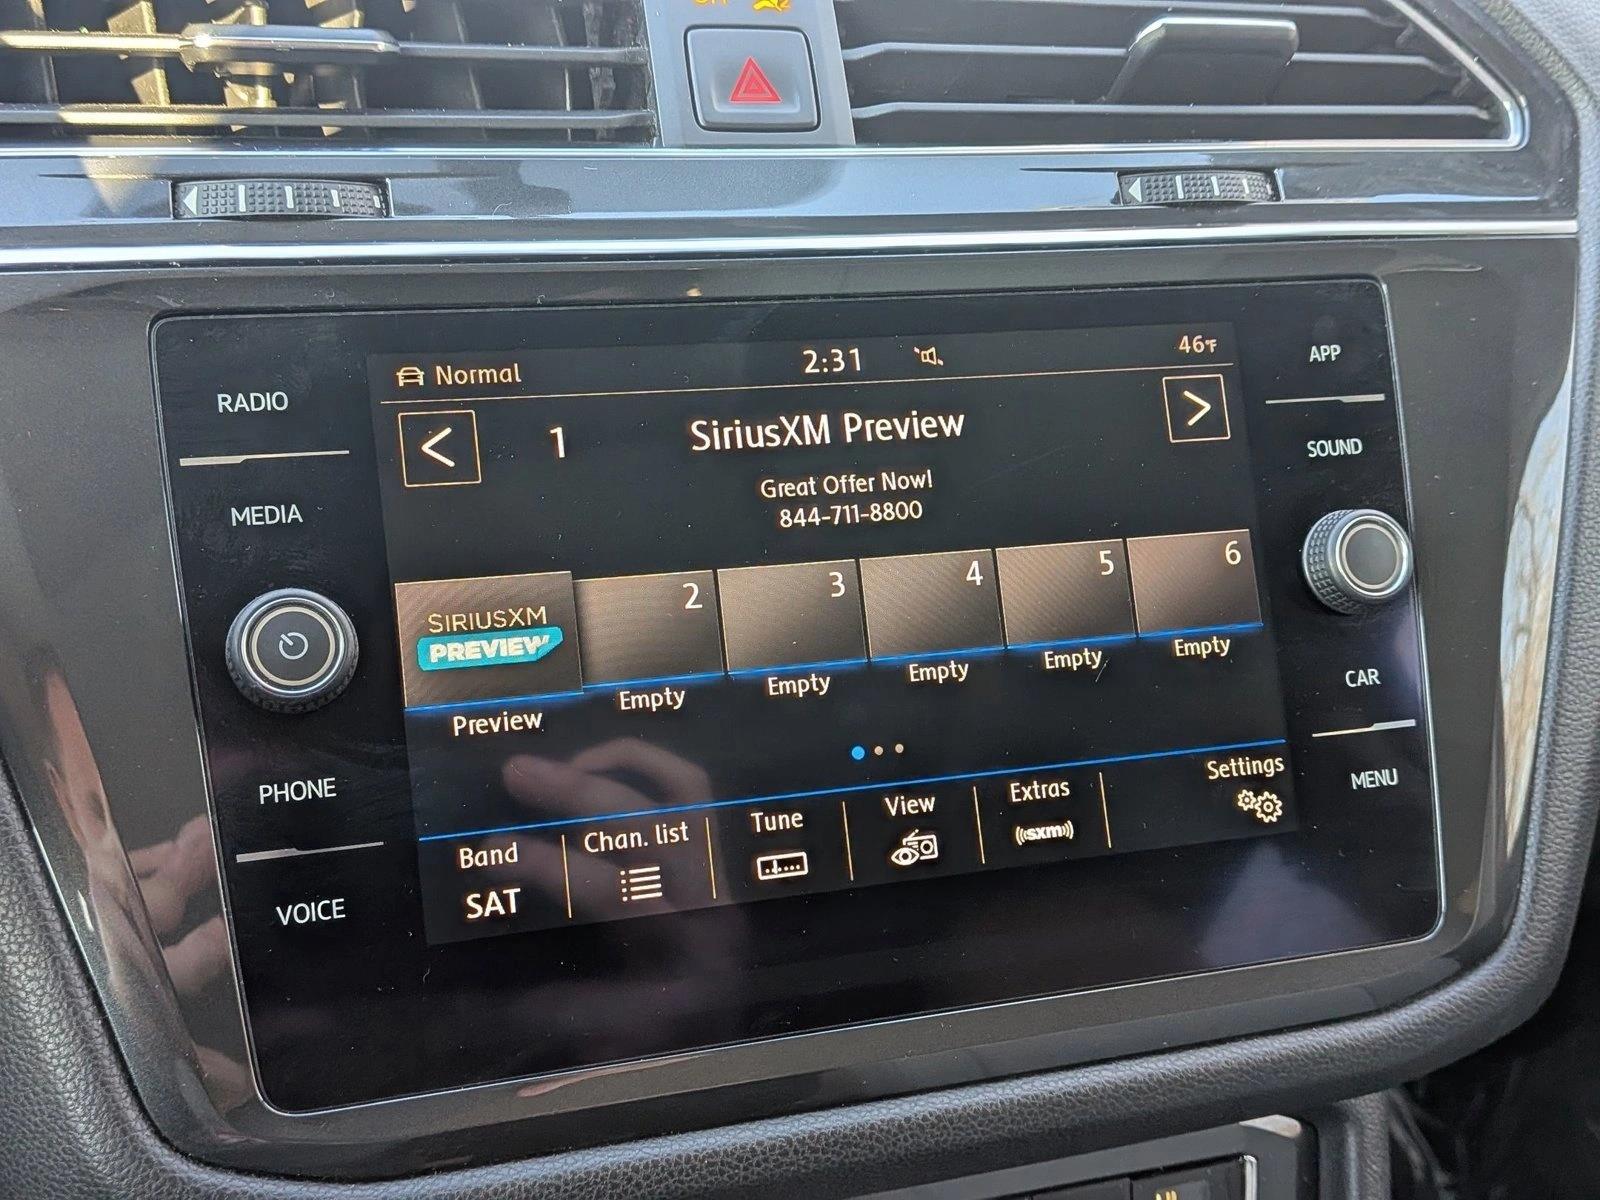 RADIO
MEDIA
PHONE
VOICE
Normal
2:31
46°F
1
SiriusXM Preview
Great Offer Now!
844-711-8800
SIRIUSXM
PREVIEW
Preview
2
Empty
3
Empty
4
Empty
5
Empty
6
Empty
Band
SAT
Chan. list
Tune
View
Extras
((sxm))
Settings
APP
SOUND
CAR
MENU